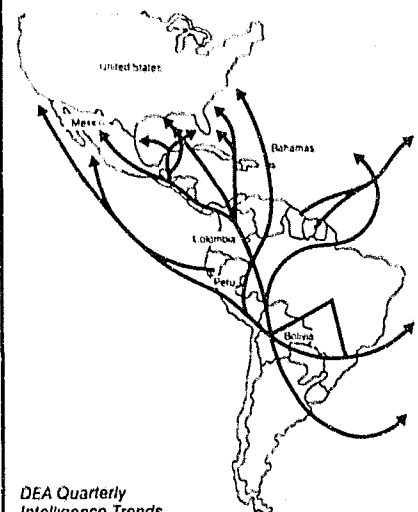 United States
Mexico
Bahamas
Colombia
Peru
Bolivia
DEA Quarterly
Intelligence Trends